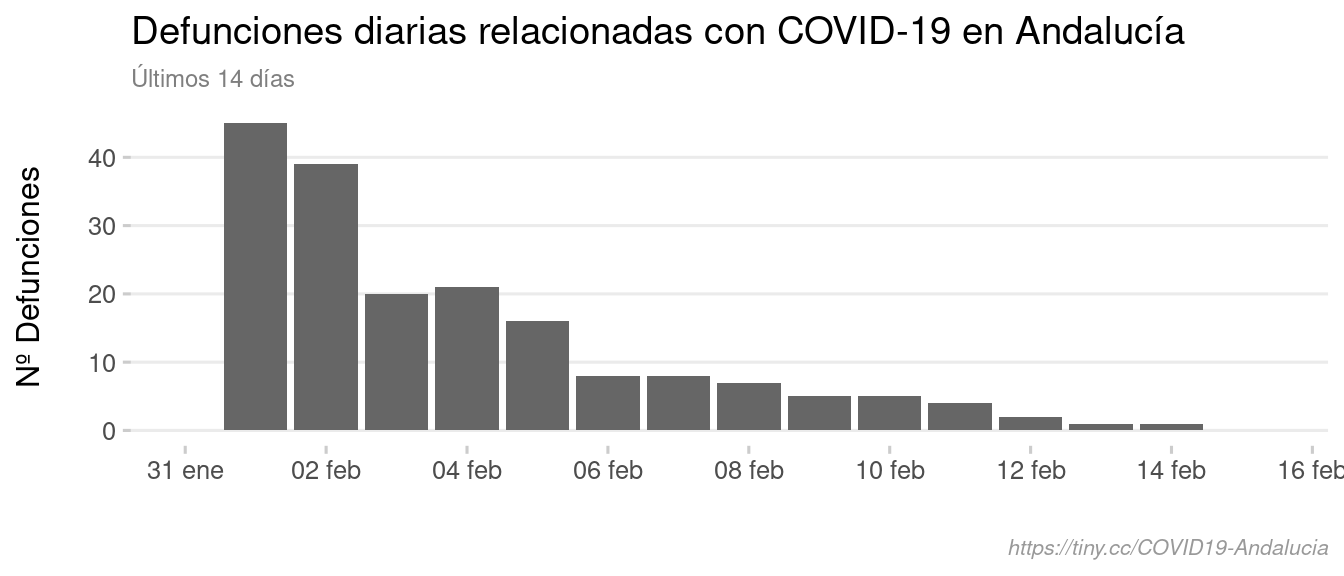 Defunciones diarias relacionadas con COVID-19 en Andalucía
Últimos 14 días
Nº Defunciones
40
30
20
10
0
31 ene 02 feb 04 feb 06 feb 08 feb 10 feb 12 feb 14 feb 16 feb
https://tiny.cc/COVID19-Andalucia